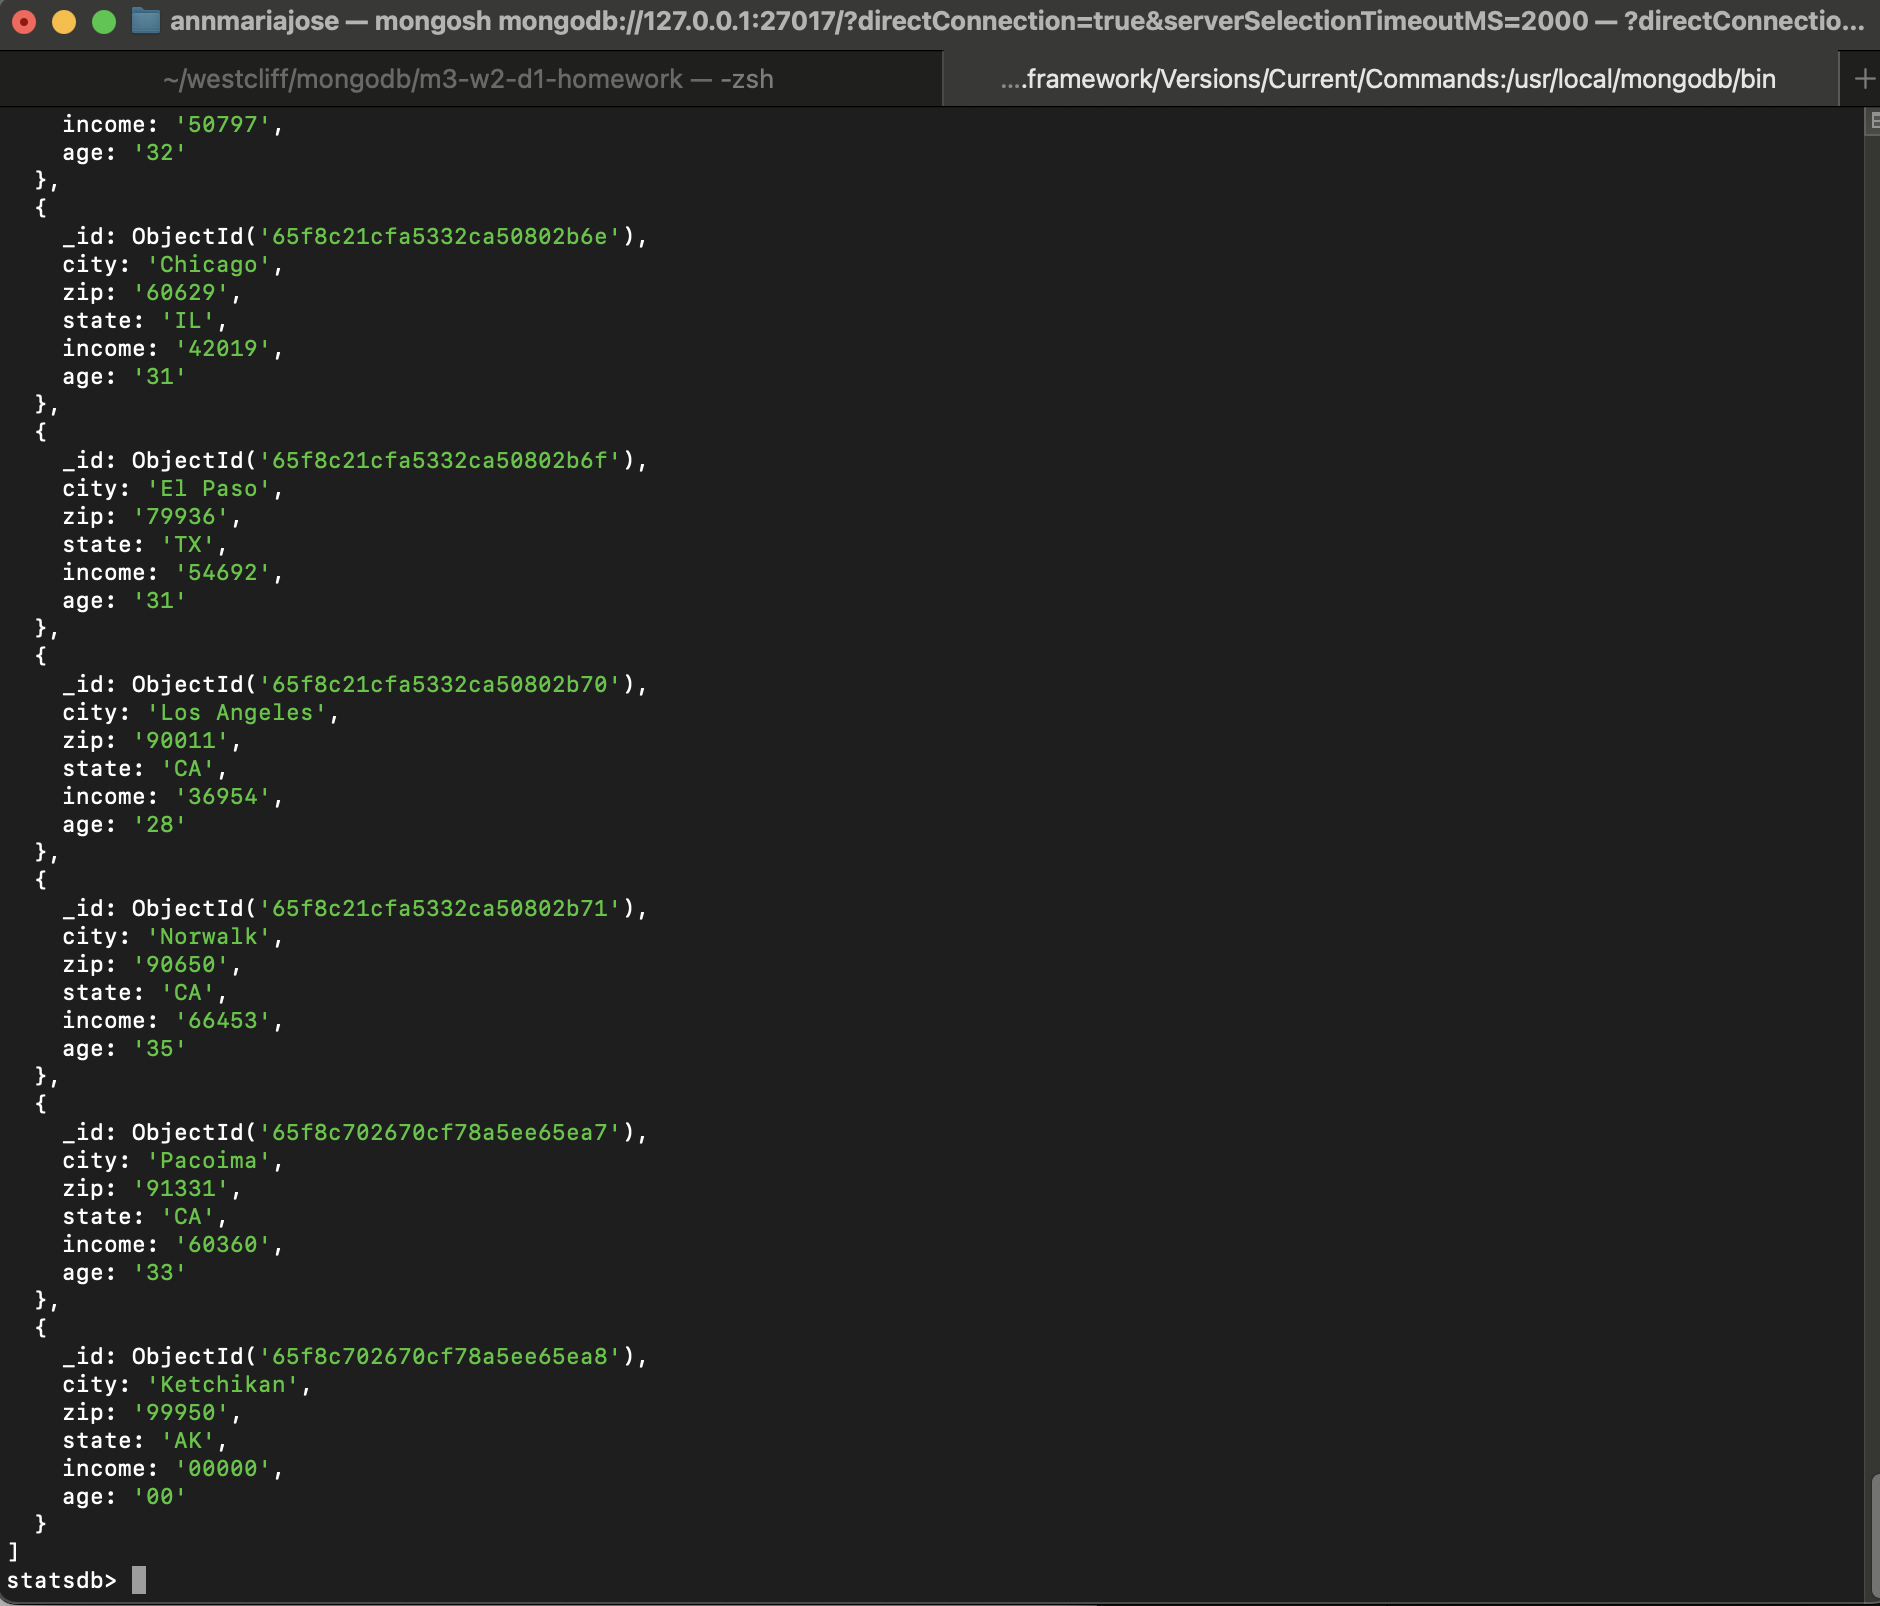 annmariajose — mongosh mongodb://127.0.0.1:27017/?directConnection=true&serverSelectionTimeoutMS=2000 — ?directConnectio...
~/westcliff/mongodb/m3-w2-d1-homework — -zsh
....framework/Versions/Current/Commands:/usr/local/mongodb/bin
    income: '50797',
    age: '32'
  },
  {
    _id: ObjectId('65f8c21cfa5332ca50802b6e'),
    city: 'Chicago',
    zip: '60629',
    state: 'IL',
    income: '42019',
    age: '31'
  },
  {
    _id: ObjectId('65f8c21cfa5332ca50802b6f'),
    city: 'El Paso',
    zip: '79936',
    state: 'TX',
    income: '54692',
    age: '31'
  },
  {
    _id: ObjectId('65f8c21cfa5332ca50802b70'),
    city: 'Los Angeles',
    zip: '90011',
    state: 'CA',
    income: '36954',
    age: '28'
  },
  {
    _id: ObjectId('65f8c21cfa5332ca50802b71'),
    city: 'Norwalk',
    zip: '90650',
    state: 'CA',
    income: '66453',
    age: '35'
  },
  {
    _id: ObjectId('65f8c702670cf78a5ee65ea7'),
    city: 'Pacoima',
    zip: '91331',
    state: 'CA',
    income: '60360',
    age: '33'
  },
  {
    _id: ObjectId('65f8c702670cf78a5ee65ea8'),
    city: 'Ketchikan',
    zip: '99950',
    state: 'AK',
    income: '00000',
    age: '00'
  }
]
statsdb>